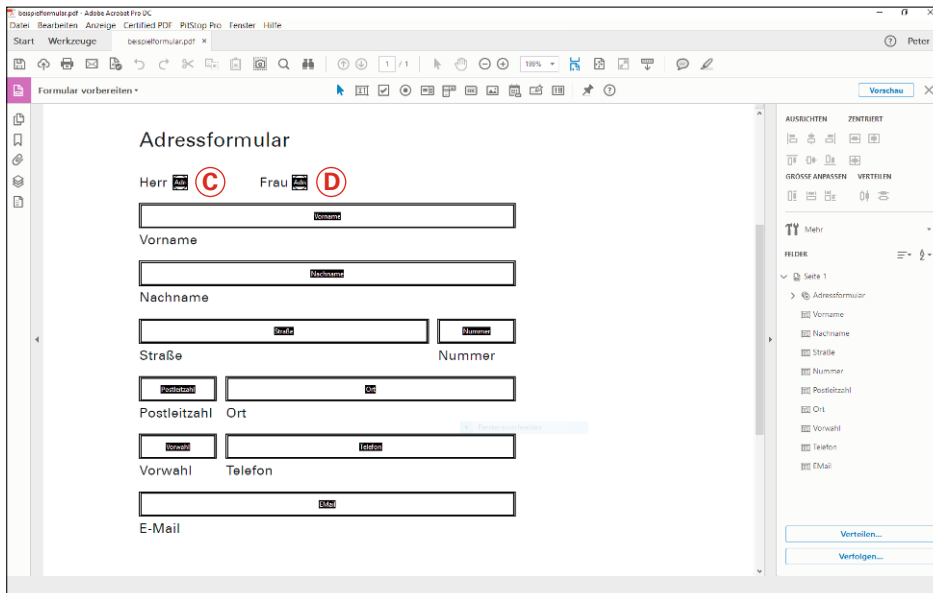 beispielformular.pdf - Adobe Acrobat Pro DC
Datei Bearbeiten Anzeige Certified PDF PitStop Pro Fenster Hilfe
Start Werkzeuge beispielformular.pdf × Peter
1 / 1
Formular vorbereiten Vorschau
Adressformular
Herr C Frau D
Vorname
Vorname
Nachname
Nachname
Straße Nummer
Straße Nummer
Postleitzahl Ort
Postleitzahl Ort
Vorwahl Telefon
Vorwahl Telefon
EMail
E-Mail
AUSRICHTEN ZENTRIERT
GRÖSSE ANPASSEN VERTEILEN
Mehr
FELDER
Seite 1
Adressformular
Vorname
Nachname
Straße
Nummer
Postleitzahl
Ort
Vorwahl
Telefon
EMail
Verteilen...
Verfolgen...